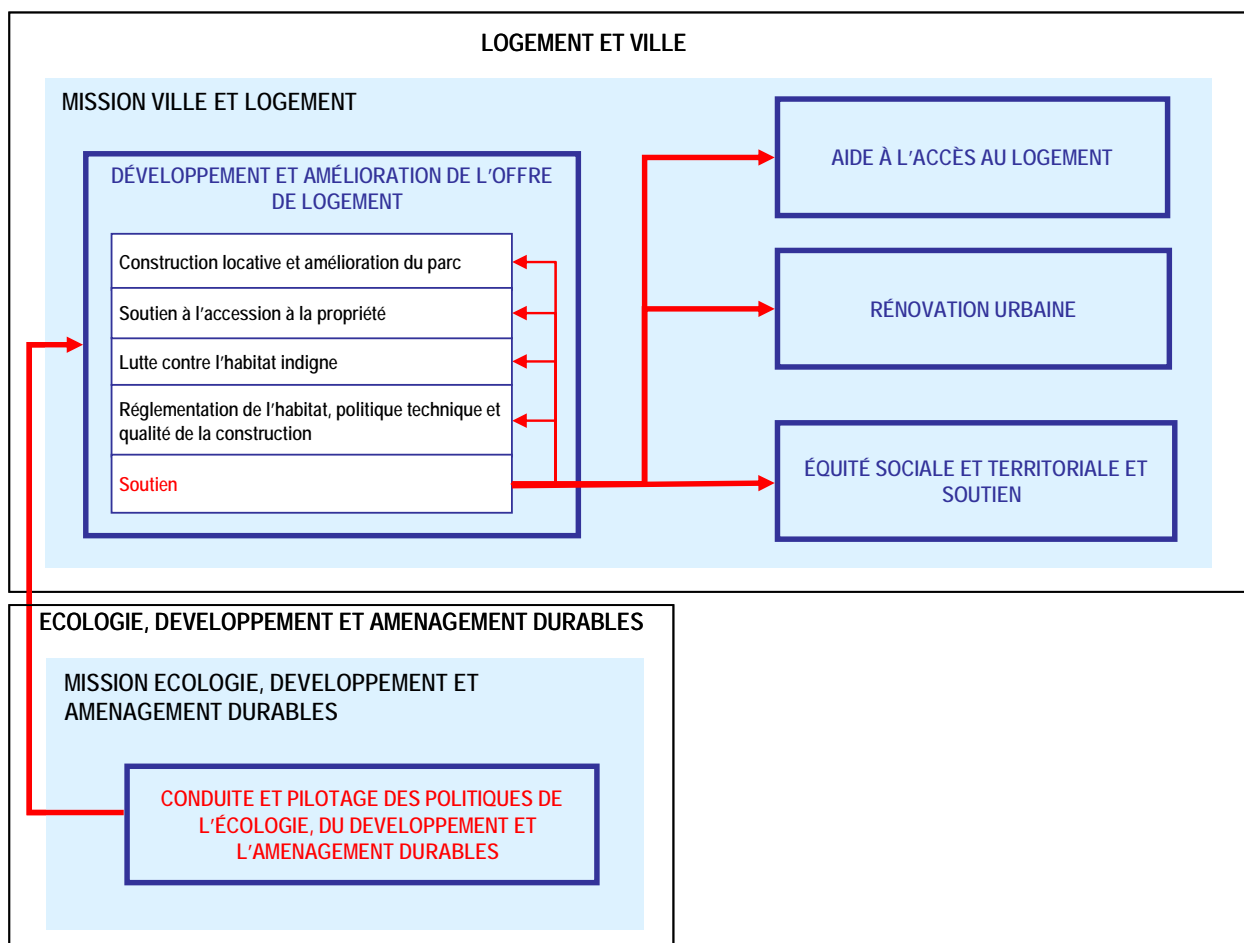 LOGEMENT ET VILLE
MISSION VILLE ET LOGEMENT
DÉVELOPPEMENT ET AMÉLIORATION DE L'OFFRE
DE LOGEMENT
Construction locative et amélioration du parc
Soutien à l'accession à la propriété
Lutte contre l'habitat indigne
Réglementation de l'habitat, politique technique et
qualité de la construction
Soutien
AIDE À L'ACCÈS AU LOGEMENT
RÉNOVATION URBAINE
ÉQUITÉ SOCIALE ET TERRITORIALE ET
SOUTIEN
ECOLOGIE, DEVELOPPEMENT ET AMENAGEMENT DURABLES
MISSION ECOLOGIE, DEVELOPPEMENT ET
AMENAGEMENT DURABLES
CONDUITE ET PILOTAGE DES POLITIQUES DE
L'ÉCOLOGIE, DU DEVELOPPEMENT ET
L'AMENAGEMENT DURABLES